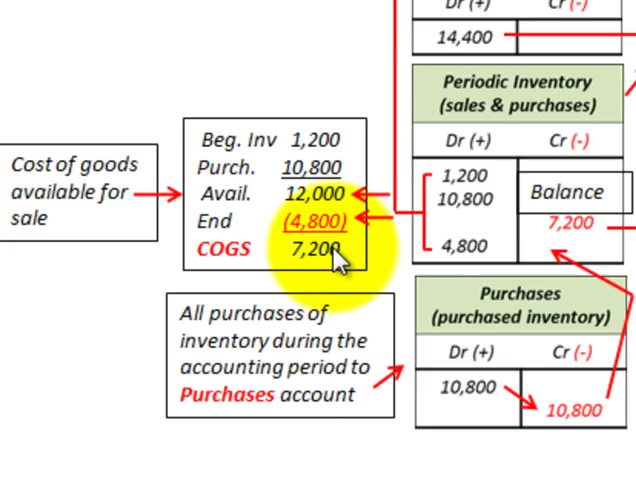 Dr (+) Cr (-)
14,400
Periodic Inventory
(sales & purchases)
Dr (+) Cr (-)
1,200
10,800
Balance
7,200
4,800
Beg. Inv 1,200
Purch. 10,800
Avail. 12,000
End (4,800)
COGS 7,200
Cost of goods
available for
sale
All purchases of
inventory during the
accounting period to
Purchases account
Purchases
(purchased inventory)
Dr (+) Cr (-)
10,800
10,800